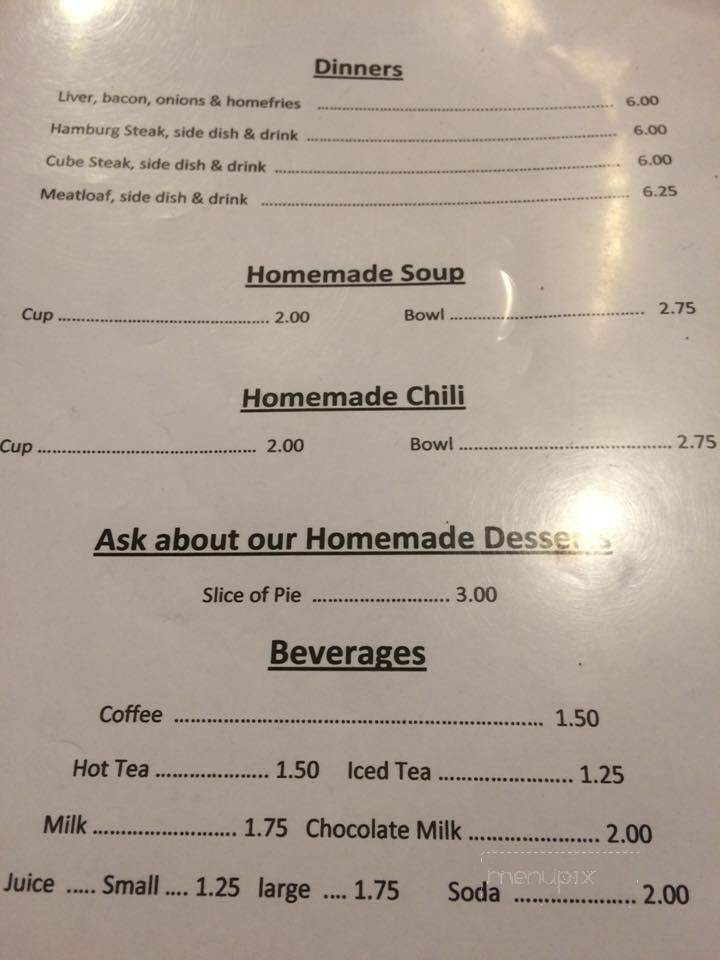 Dinners
Liver, bacon, onions & homefries ........................................................ 6.00
Hamburg Steak, side dish & drink ........................................................ 6.00
Cube Steak, side dish & drink ............................................................... 6.00
Meatloaf, side dish & drink .................................................................. 6.25
Homemade Soup
Cup .......................................... 2.00 Bowl ...................................... 2.75
Homemade Chili
Cup .......................................... 2.00 Bowl ......................................... 2.75
Ask about our Homemade Desserts
Slice of Pie .......................... 3.00
Beverages
Coffee .................................................................... 1.50
Hot Tea ..................... 1.50 Iced Tea ......................... 1.25
Milk .......................... 1.75 Chocolate Milk ........................ 2.00
Juice ..... Small .... 1.25 large .... 1.75 Soda ...................... 2.00
menupix